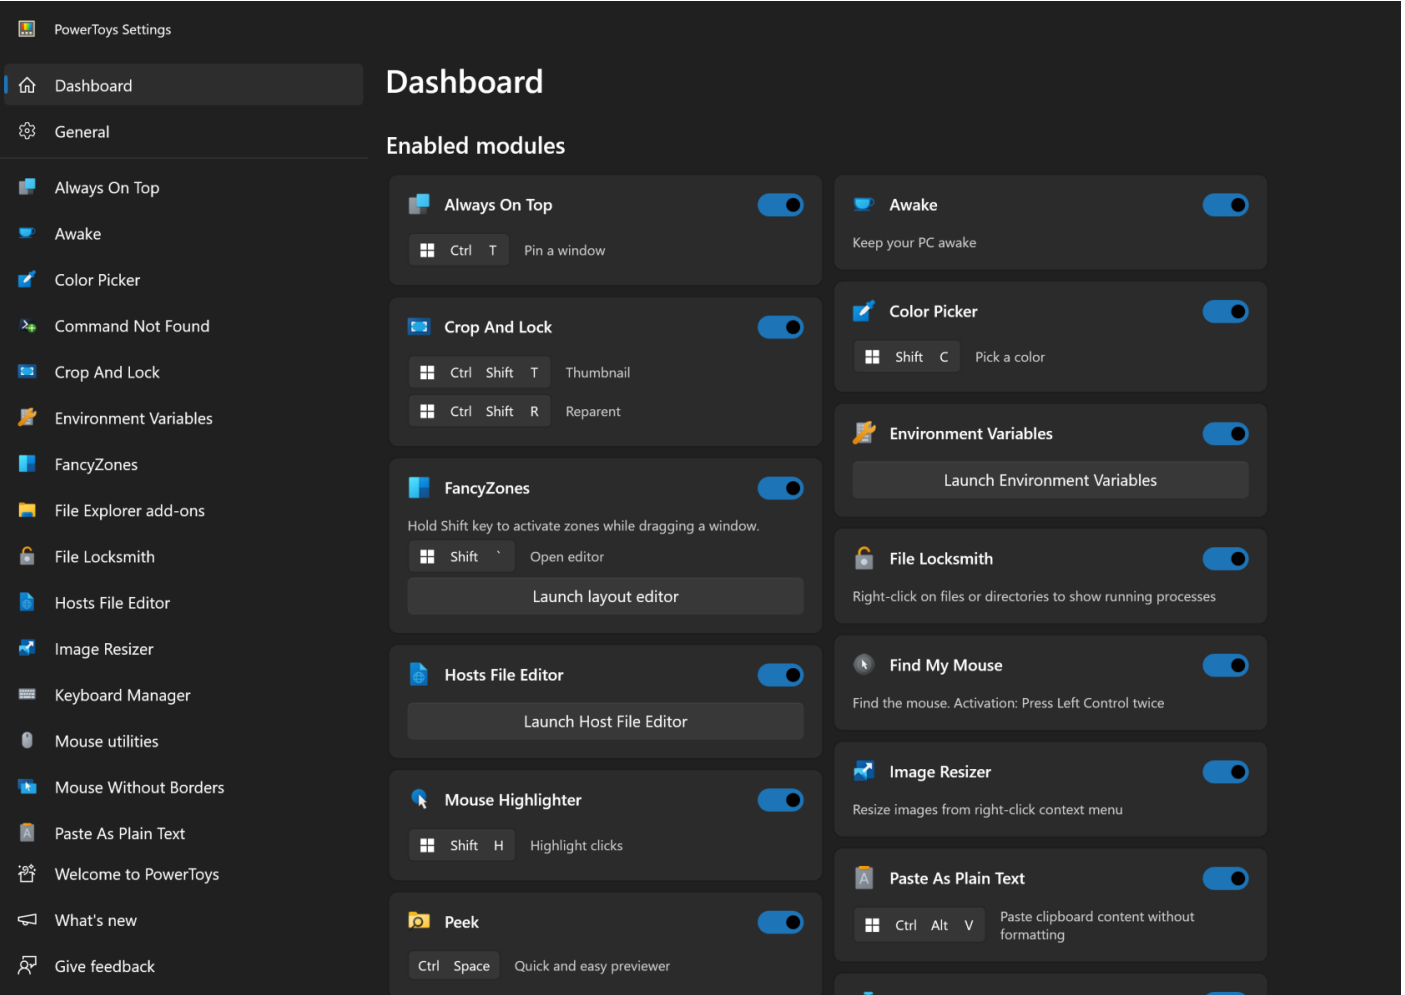 PowerToys Settings
Dashboard
General
Always On Top
Awake
Color Picker
Command Not Found
Crop And Lock
Environment Variables
FancyZones
File Explorer add-ons
File Locksmith
Hosts File Editor
Image Resizer
Keyboard Manager
Mouse utilities
Mouse Without Borders
Paste As Plain Text
Welcome to PowerToys
What's new
Give feedback
Dashboard
Enabled modules
Always On Top
Ctrl T Pin a window
Crop And Lock
Ctrl Shift T Thumbnail
Ctrl Shift R Reparent
FancyZones
Hold Shift key to activate zones while dragging a window.
Shift ` Open editor
Launch layout editor
Hosts File Editor
Launch Host File Editor
Mouse Highlighter
Shift H Highlight clicks
Peek
Ctrl Space Quick and easy previewer
Awake
Keep your PC awake
Color Picker
Shift C Pick a color
Environment Variables
Launch Environment Variables
File Locksmith
Right-click on files or directories to show running processes
Find My Mouse
Find the mouse. Activation: Press Left Control twice
Image Resizer
Resize images from right-click context menu
Paste As Plain Text
Ctrl Alt V Paste clipboard content without
formatting